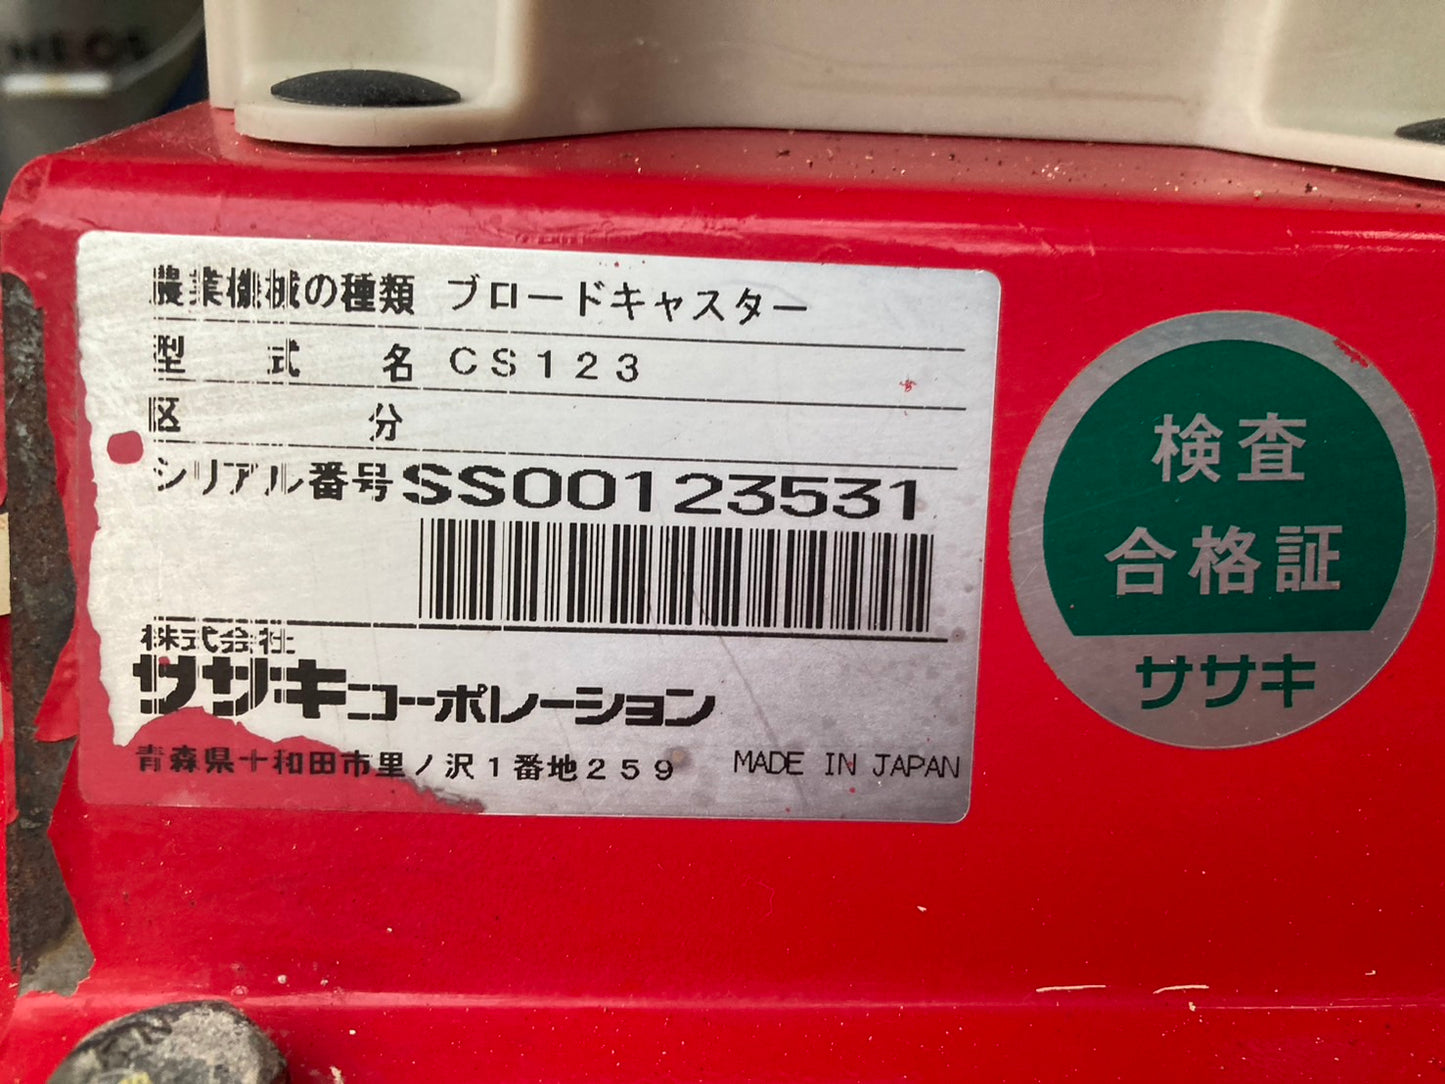 農業機械の種類 ブロードキャスター
型式名 CS123
区分
シリアル番号 SS00123531
株式会社
ササキコーポレーション
青森県十和田市里ノ沢1番地259 MADE IN JAPAN
検査
合格証
ササキ